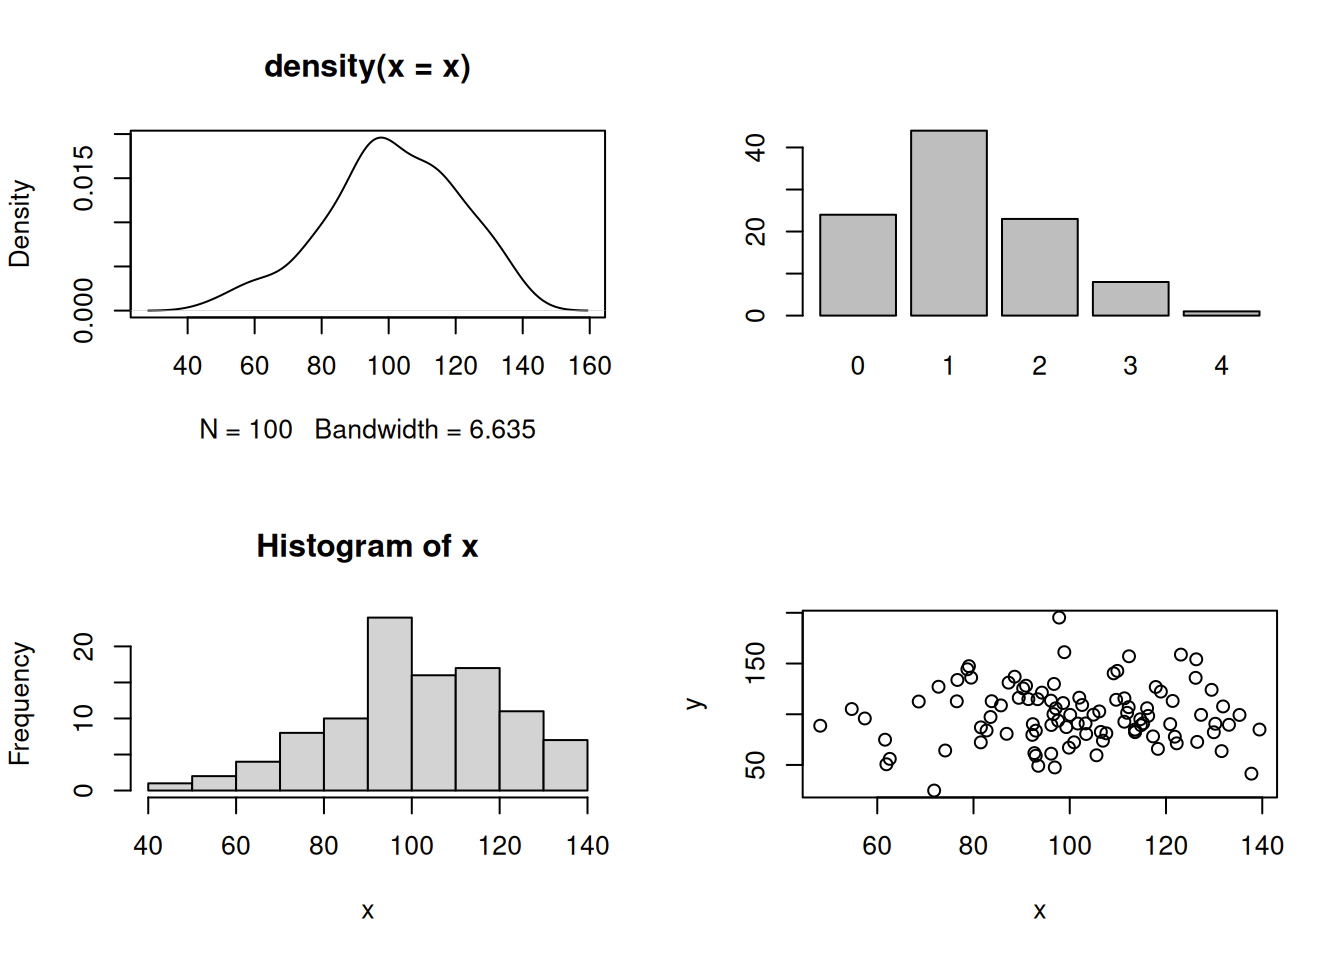 density(x = x)
Density
0.000 0.015
40 60 80 100 120 140 160
N = 100 Bandwidth = 6.635
0 20 40
0 1 2 3 4
Histogram of x
Frequency
0 10 20
40 60 80 100 120 140
x
y
50 150
60 80 100 120 140
x